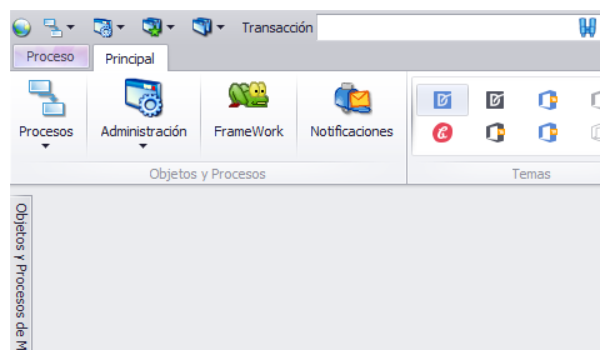 Transacción
Proceso
Principal
Procesos
Administración
FrameWork
Notificaciones
Objetos y Procesos
Temas
Objetos y Procesos de M